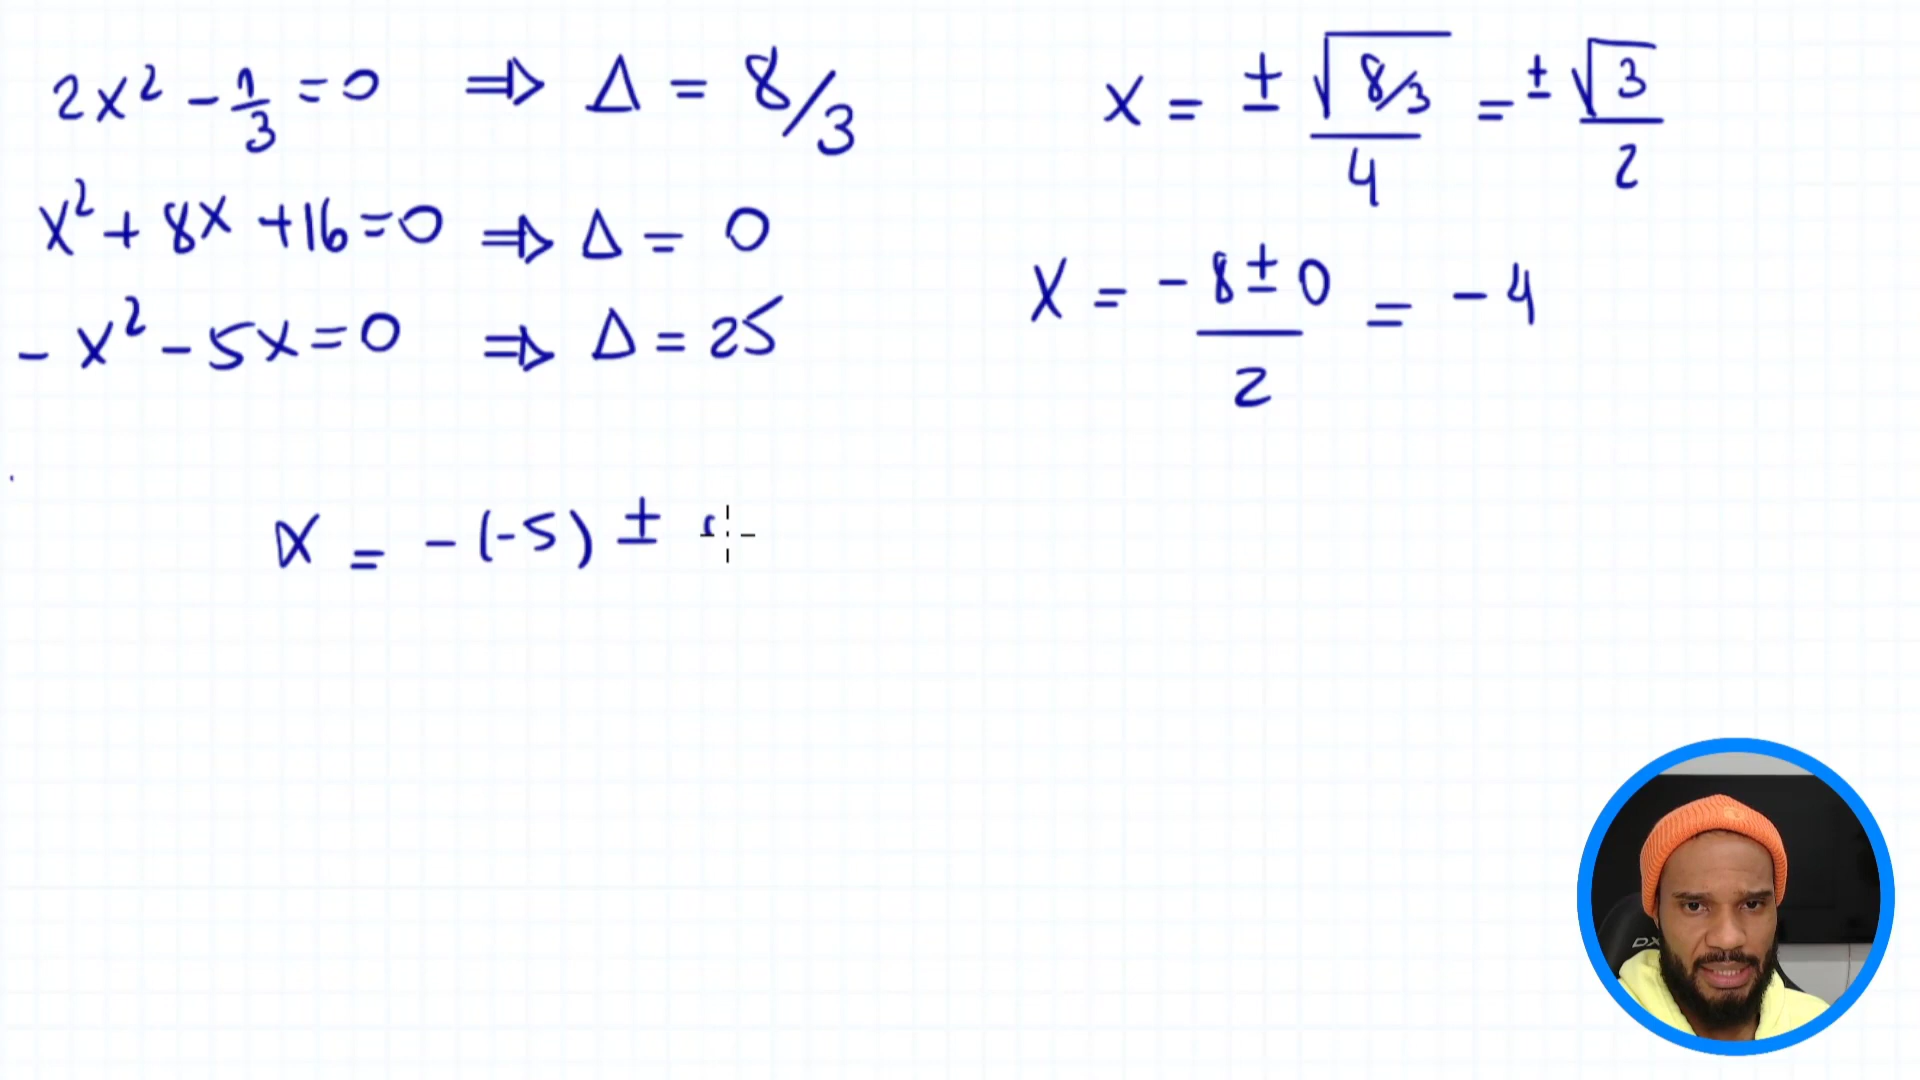 2x² - 1/3 = 0 ⇒ Δ = 8/3
x = ± √(8/3)/4 = ± √3/2
x² + 8x + 16 = 0 ⇒ Δ = 0
x = (-8 ± 0)/2 = -4
-x² - 5x = 0 ⇒ Δ = 25
x = -(-5) ±
DX